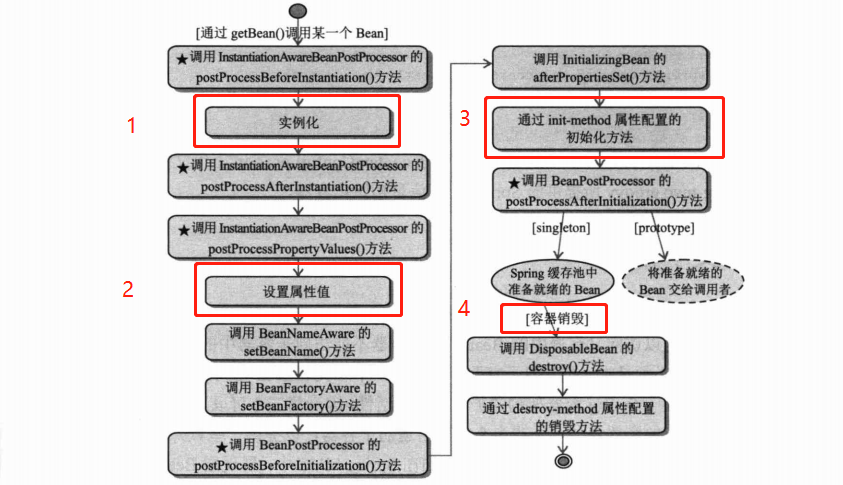 [通过 getBean()调用某一个 Bean]
★调用 InstantiationAwareBeanPostProcessor 的
postProcessBeforeInstantiation()方法
1
实例化
★调用 InstantiationAwareBeanPostProcessor 的
postProcessAfterInstantiation()方法
★调用 InstantiationAwareBeanPostProcessor 的
postProcessPropertyValues()方法
2
设置属性值
调用 BeanNameAware 的
setBeanName()方法
调用 BeanFactoryAware 的
setBeanFactory()方法
★调用 BeanPostProcessor 的
postProcessBeforeInitialization()方法
调用 InitializingBean 的
afterPropertiesSet()方法
3
通过 init-method 属性配置的
初始化方法
★调用 BeanPostProcessor 的
postProcessAfterInitialization()方法
[singleton]
[prototype]
Spring 缓存池中
准备就绪的 Bean
将准备就绪的
Bean 交给调用者
4
[容器销毁]
调用 DisposableBean 的
destroy()方法
通过 destroy-method 属性配置
的销毁方法